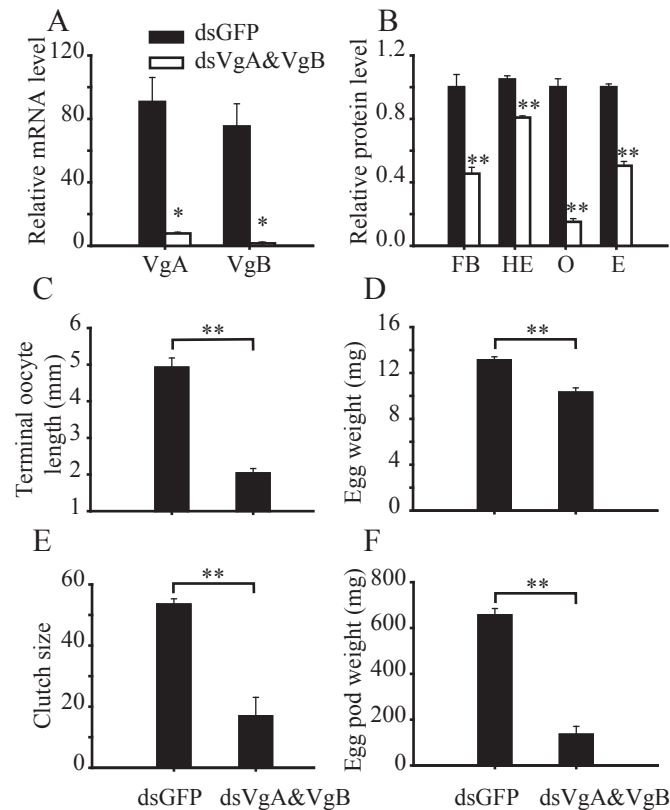 A
dsGFP
dsVgA&VgB
Relative mRNA level
120
80
40
0
*
*
VgA
VgB
B
Relative protein level
1.2
0.8
0.4
0.0
**
**
**
**
FB
HE
O
E
C
Terminal oocyte
length (mm)
6
5
4
3
2
1
**
D
Egg weight (mg)
16
12
8
4
0
**
E
Clutch size
60
40
20
0
**
dsGFP
dsVgA&VgB
F
Egg pod weight (mg)
800
600
400
200
0
**
dsGFP
dsVgA&VgB